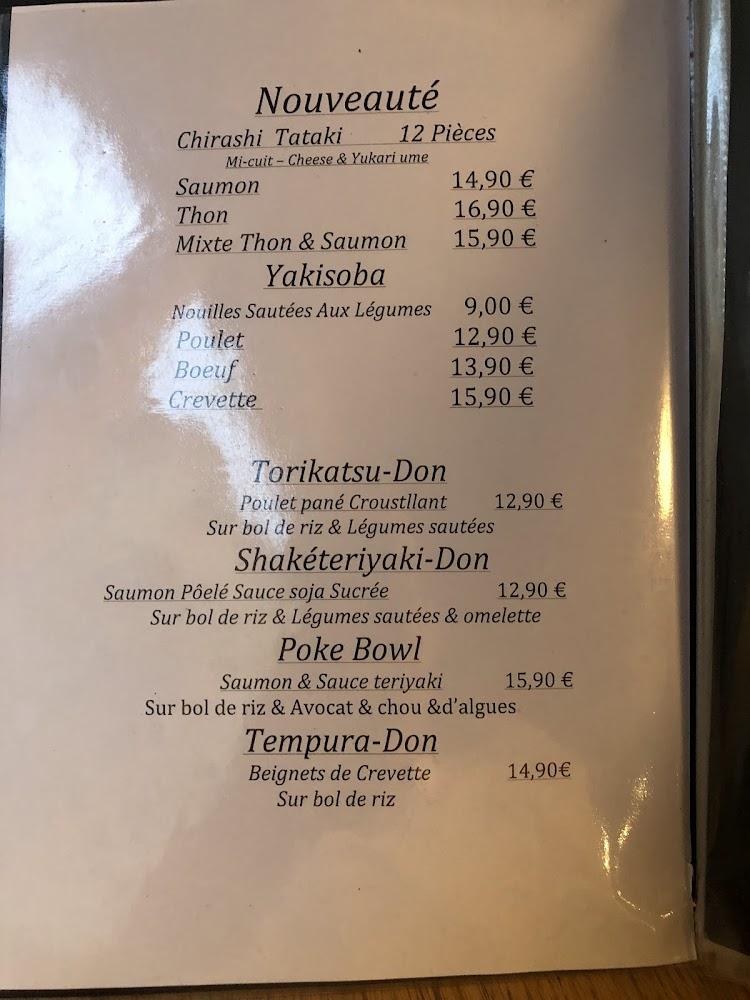 Nouveauté
Chirashi Tataki 12 Pièces
Mi-cuit – Cheese & Yukari ume
Saumon 14,90 €
Thon 16,90 €
Mixte Thon & Saumon 15,90 €
Yakisoba
Nouilles Sautées Aux Légumes 9,00 €
Poulet 12,90 €
Boeuf 13,90 €
Crevette 15,90 €
Torikatsu-Don
Poulet pané Croustllant 12,90 €
Sur bol de riz & Légumes sautées
Shakéteriyaki-Don
Saumon Pôelé Sauce soja Sucrée 12,90 €
Sur bol de riz & Légumes sautées & omelette
Poke Bowl
Saumon & Sauce teriyaki 15,90 €
Sur bol de riz & Avocat & chou &d'algues
Tempura-Don
Beignets de Crevette 14,90€
Sur bol de riz